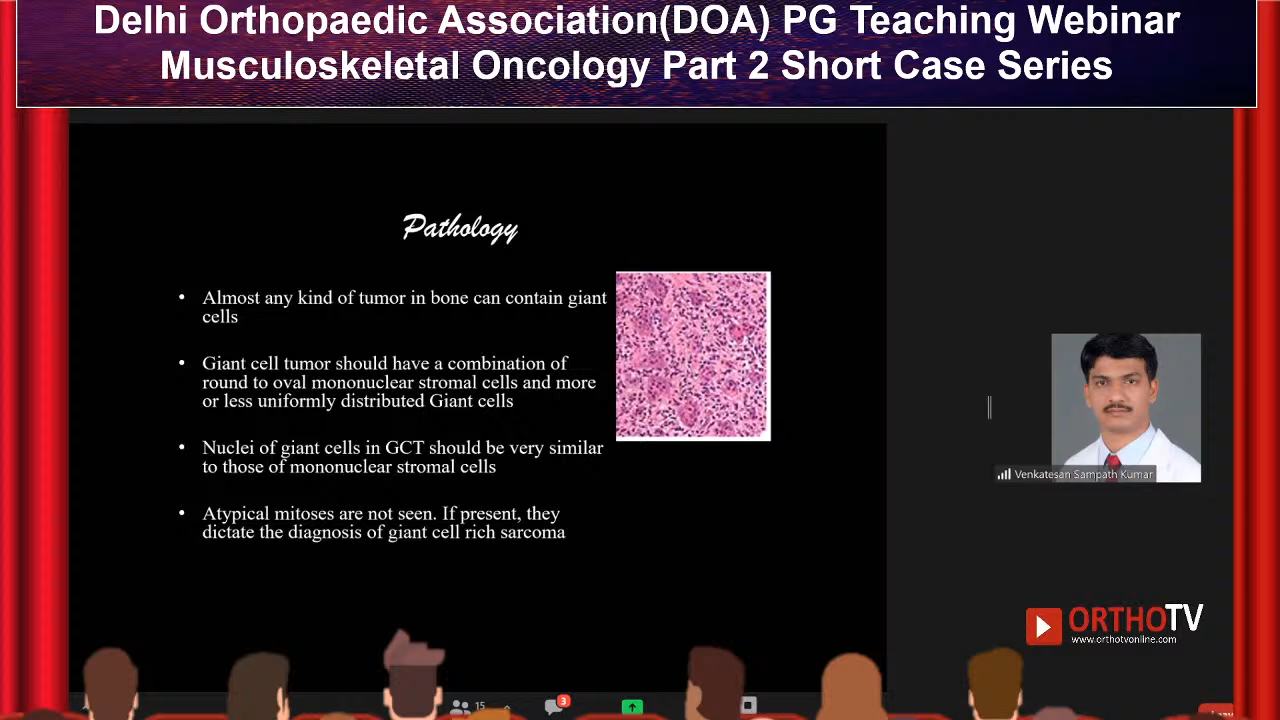 Delhi Orthopaedic Association(DOA) PG Teaching Webinar
Musculoskeletal Oncology Part 2 Short Case Series
Pathology
• Almost any kind of tumor in bone can contain giant
cells
• Giant cell tumor should have a combination of
round to oval mononuclear stromal cells and more
or less uniformly distributed Giant cells
• Nuclei of giant cells in GCT should be very similar
to those of mononuclear stromal cells
• Atypical mitoses are not seen. If present, they
dictate the diagnosis of giant cell rich sarcoma
Venkatesan Sampath Kumar
ORTHOTV
www.orthotvonline.com
15
3